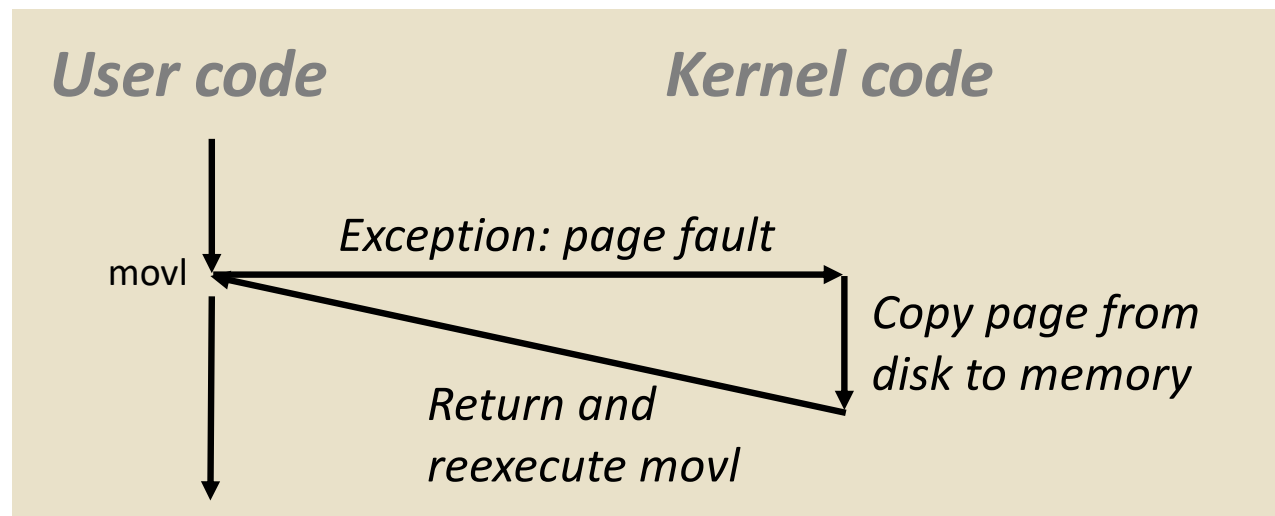 User code
Kernel code
Exception: page fault
movl
Copy page from
disk to memory
Return and
reexecute movl